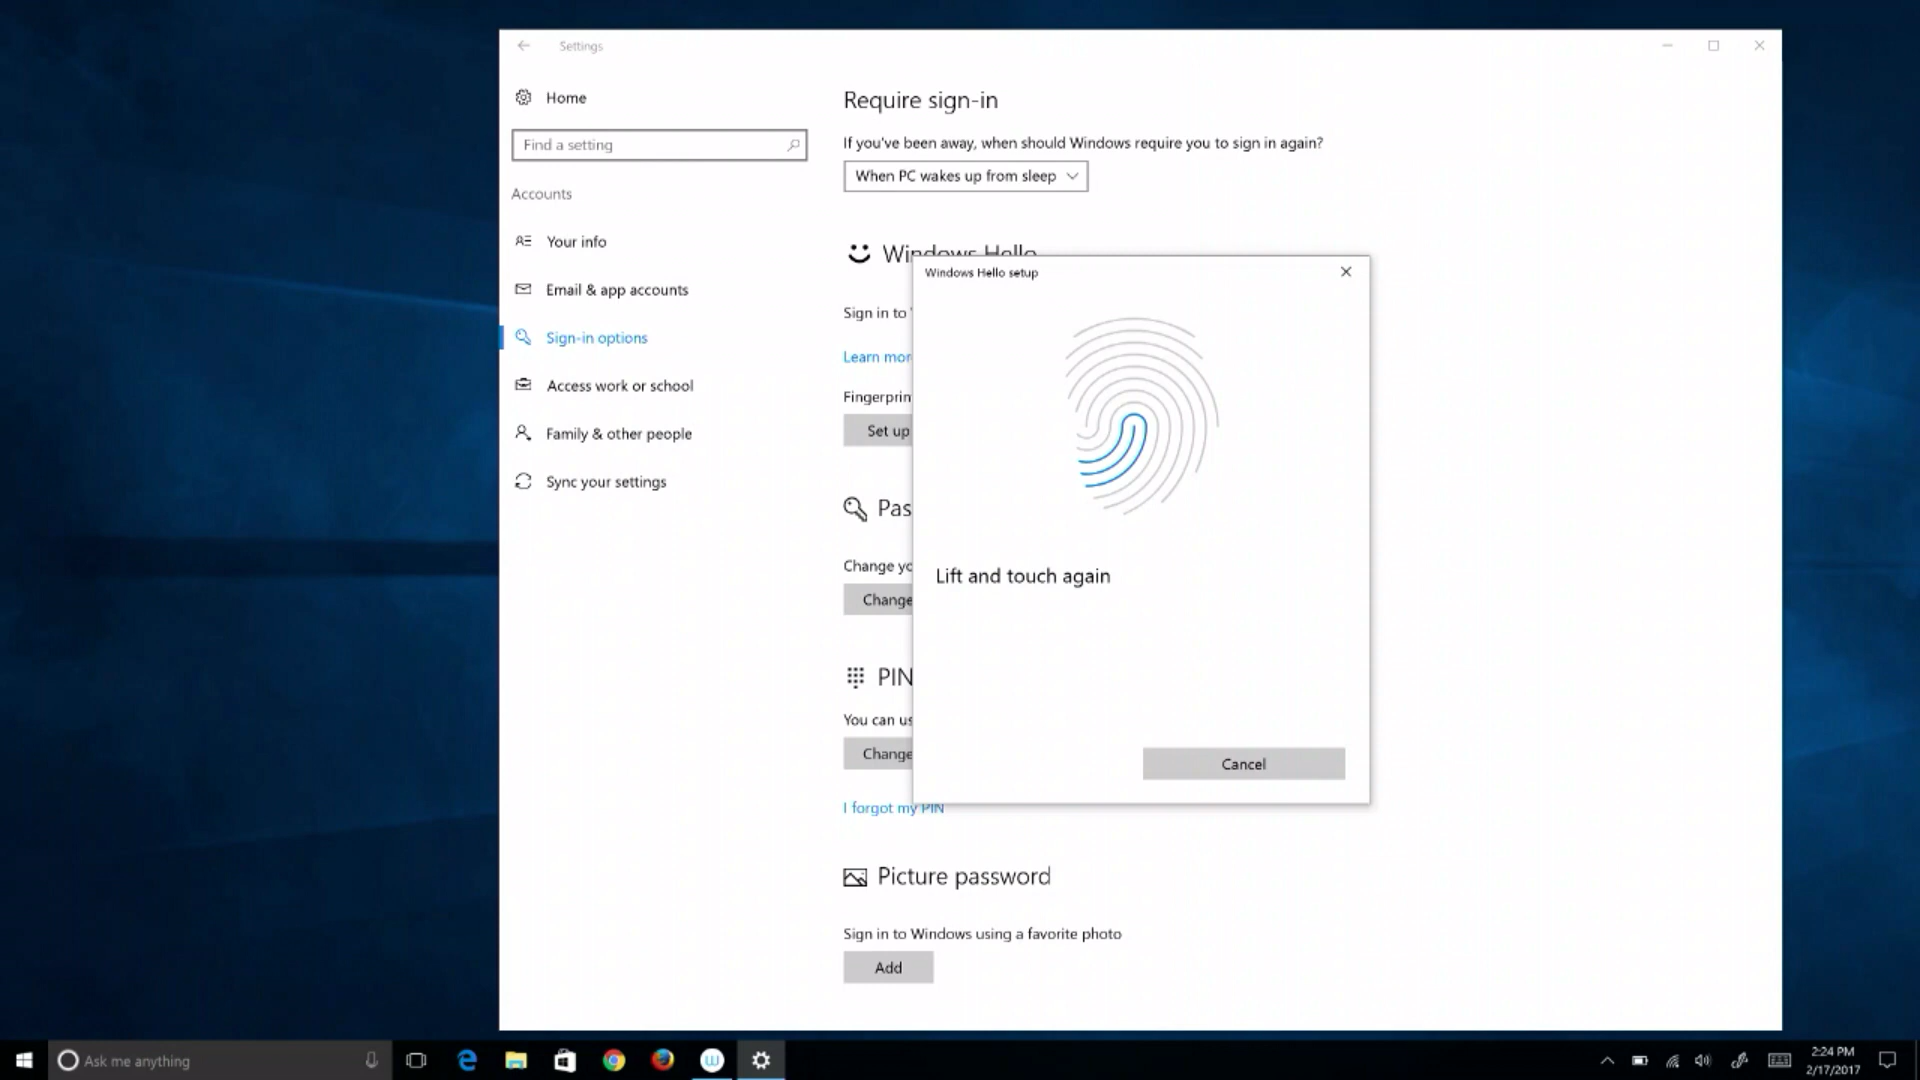 Settings
Home
Find a setting
Accounts
Your info
Email & app accounts
Sign-in options
Access work or school
Family & other people
Sync your settings
Require sign-in
If you've been away, when should Windows require you to sign in again?
When PC wakes up from sleep
Windows Hello
Sign in to
Learn mor
Fingerprin
Set up
Pas
Change yo
Change
PIN
You can us
Change
I forgot my PIN
Picture password
Sign in to Windows using a favorite photo
Add
Windows Hello setup
Lift and touch again
Cancel
Ask me anything
2:24 PM
2/17/2017